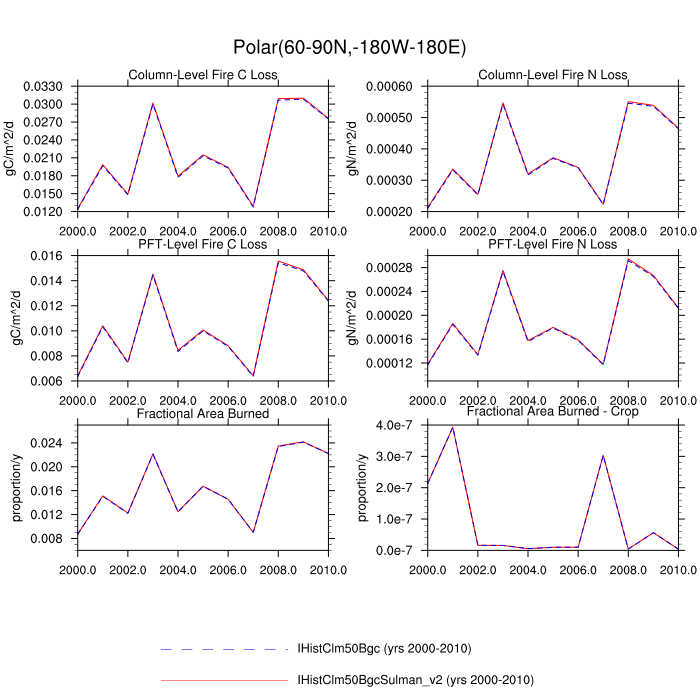 Polar(60-90N,-180W-180E)
Column-Level Fire C Loss
Column-Level Fire N Loss
0.0330
0.0300
0.0270
0.0240
0.0210
0.0180
0.0150
0.0120
gC/m^2/d
2000.0 2002.0 2004.0 2006.0 2008.0 2010.0
0.00060
0.00050
0.00040
0.00030
0.00020
gN/m^2/d
2000.0 2002.0 2004.0 2006.0 2008.0 2010.0
PFT-Level Fire C Loss
PFT-Level Fire N Loss
0.016
0.014
0.012
0.010
0.008
0.006
gC/m^2/d
2000.0 2002.0 2004.0 2006.0 2008.0 2010.0
0.00028
0.00024
0.00020
0.00016
0.00012
gN/m^2/d
2000.0 2002.0 2004.0 2006.0 2008.0 2010.0
Fractional Area Burned
Fractional Area Burned - Crop
0.024
0.020
0.016
0.012
0.008
proportion/y
2000.0 2002.0 2004.0 2006.0 2008.0 2010.0
4.0e-7
3.0e-7
2.0e-7
1.0e-7
0.0e-7
proportion/y
2000.0 2002.0 2004.0 2006.0 2008.0 2010.0
IHistClm50Bgc (yrs 2000-2010)
IHistClm50BgcSulman_v2 (yrs 2000-2010)